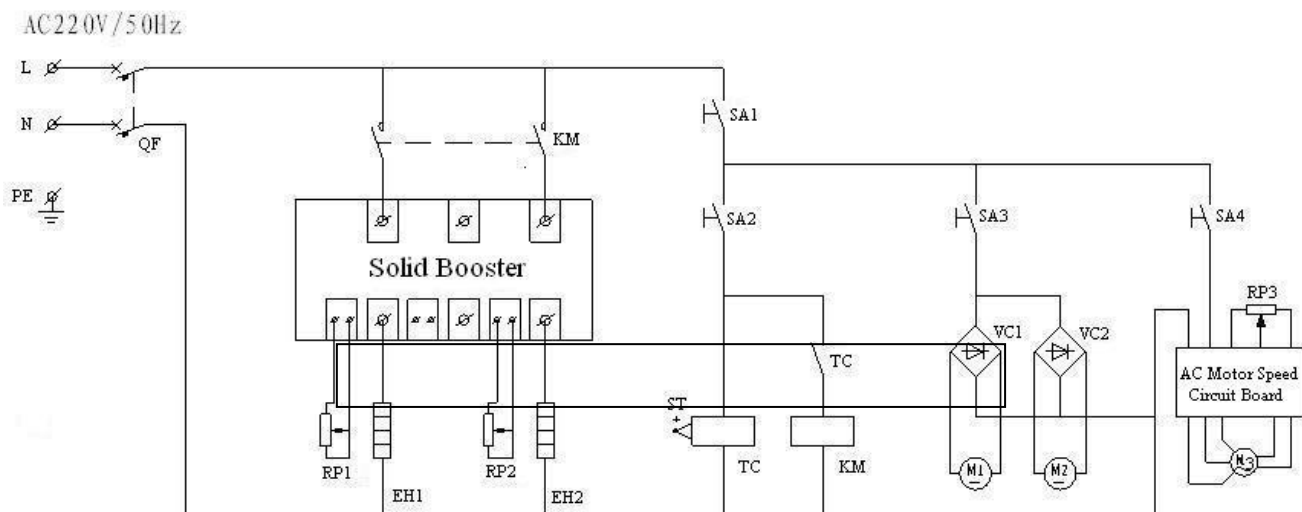 AC220V/50Hz
L
N
QF
PE
KM
SA1
SA2
SA3
SA4
Solid Booster
RP3
VC1
VC2
TC
AC Motor Speed
Circuit Board
ST
+
RP1
EH1
RP2
EH2
TC
KM
M1
M2